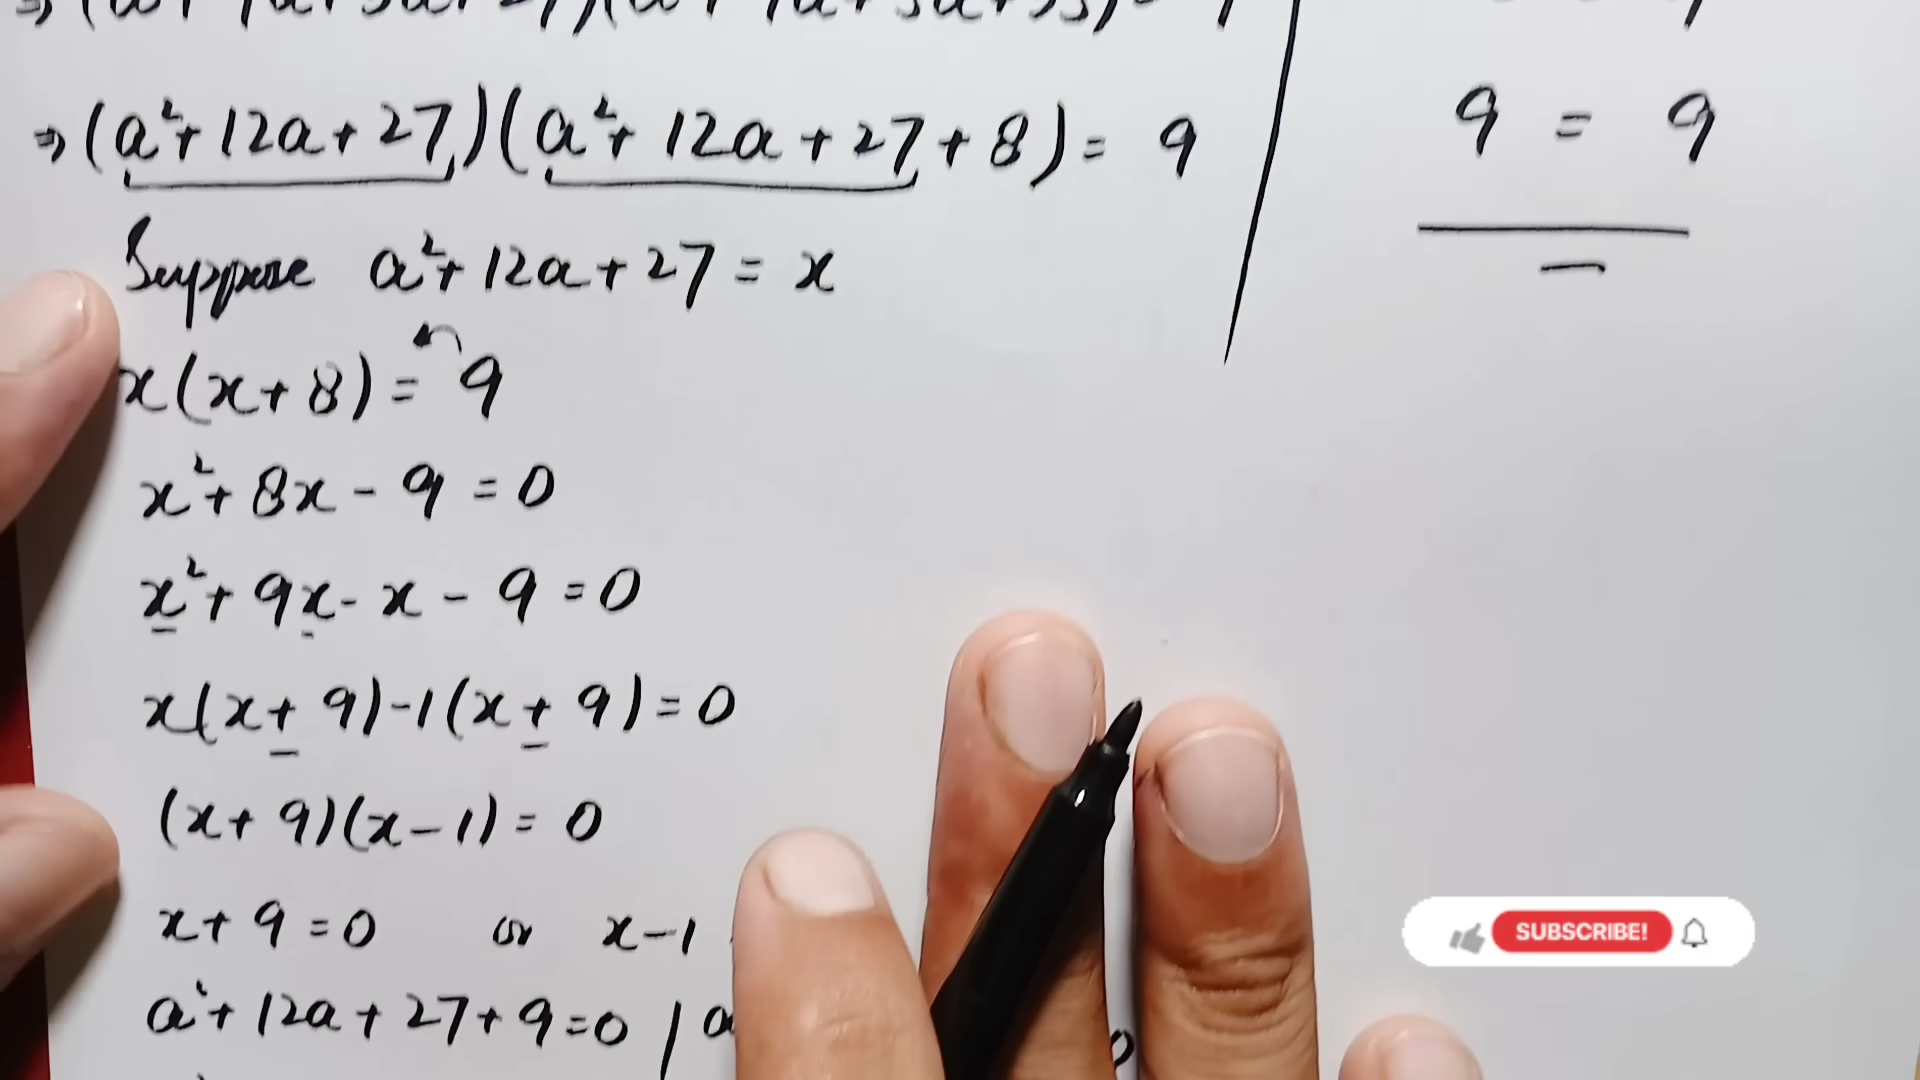 ⇒ (a²+ 12a + 27)(a²+ 12a + 27 + 8) = 9
Suppose a²+ 12a + 27 = x
x(x + 8) = 9
x²+ 8x - 9 = 0
x²+ 9x - x - 9 = 0
x(x + 9) -1(x + 9) = 0
(x + 9)(x - 1) = 0
x + 9 = 0 or x - 1
a²+ 12a + 27 + 9 = 0 | a
9 = 9
SUBSCRIBE!